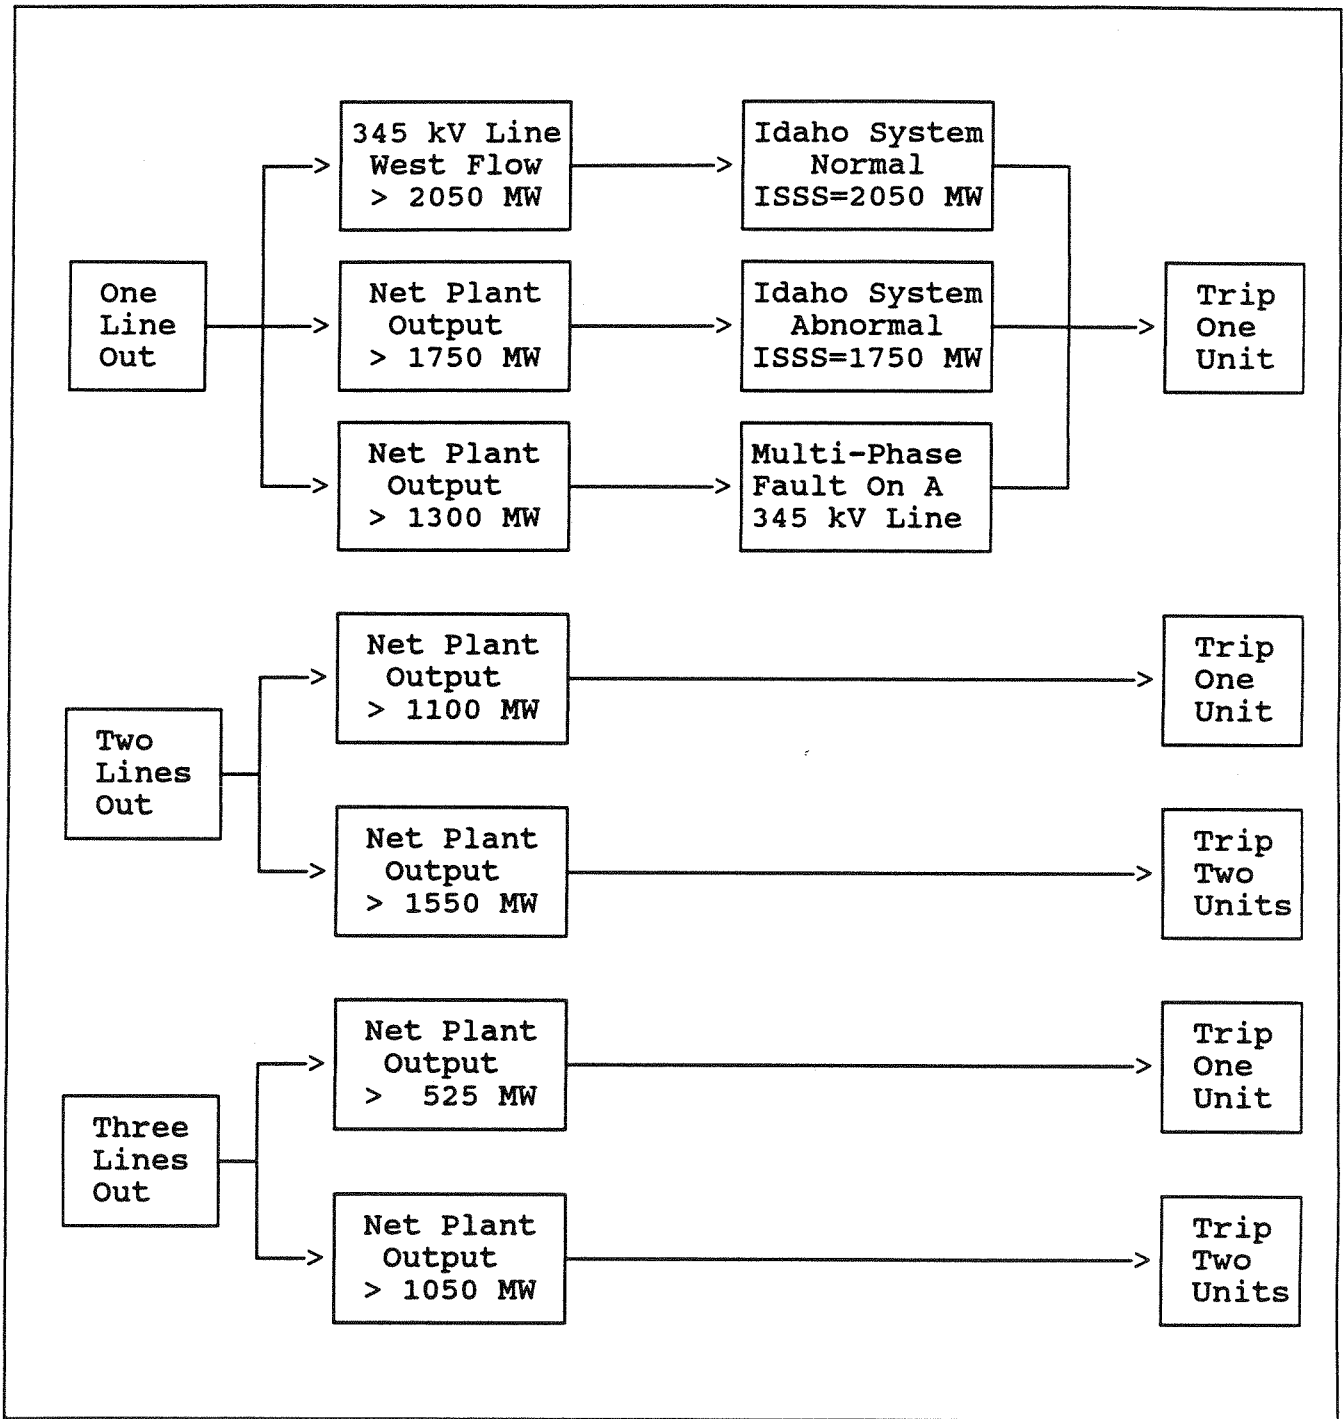 345 kV Line
West Flow
> 2050 MW
Idaho System
Normal
ISSS=2050 MW
One
Line
Out
Net Plant
Output
> 1750 MW
Idaho System
Abnormal
ISSS=1750 MW
Trip
One
Unit
Net Plant
Output
> 1300 MW
Multi-Phase
Fault On A
345 kV Line
Two
Lines
Out
Net Plant
Output
> 1100 MW
Trip
One
Unit
Net Plant
Output
> 1550 MW
Trip
Two
Units
Three
Lines
Out
Net Plant
Output
> 525 MW
Trip
One
Unit
Net Plant
Output
> 1050 MW
Trip
Two
Units